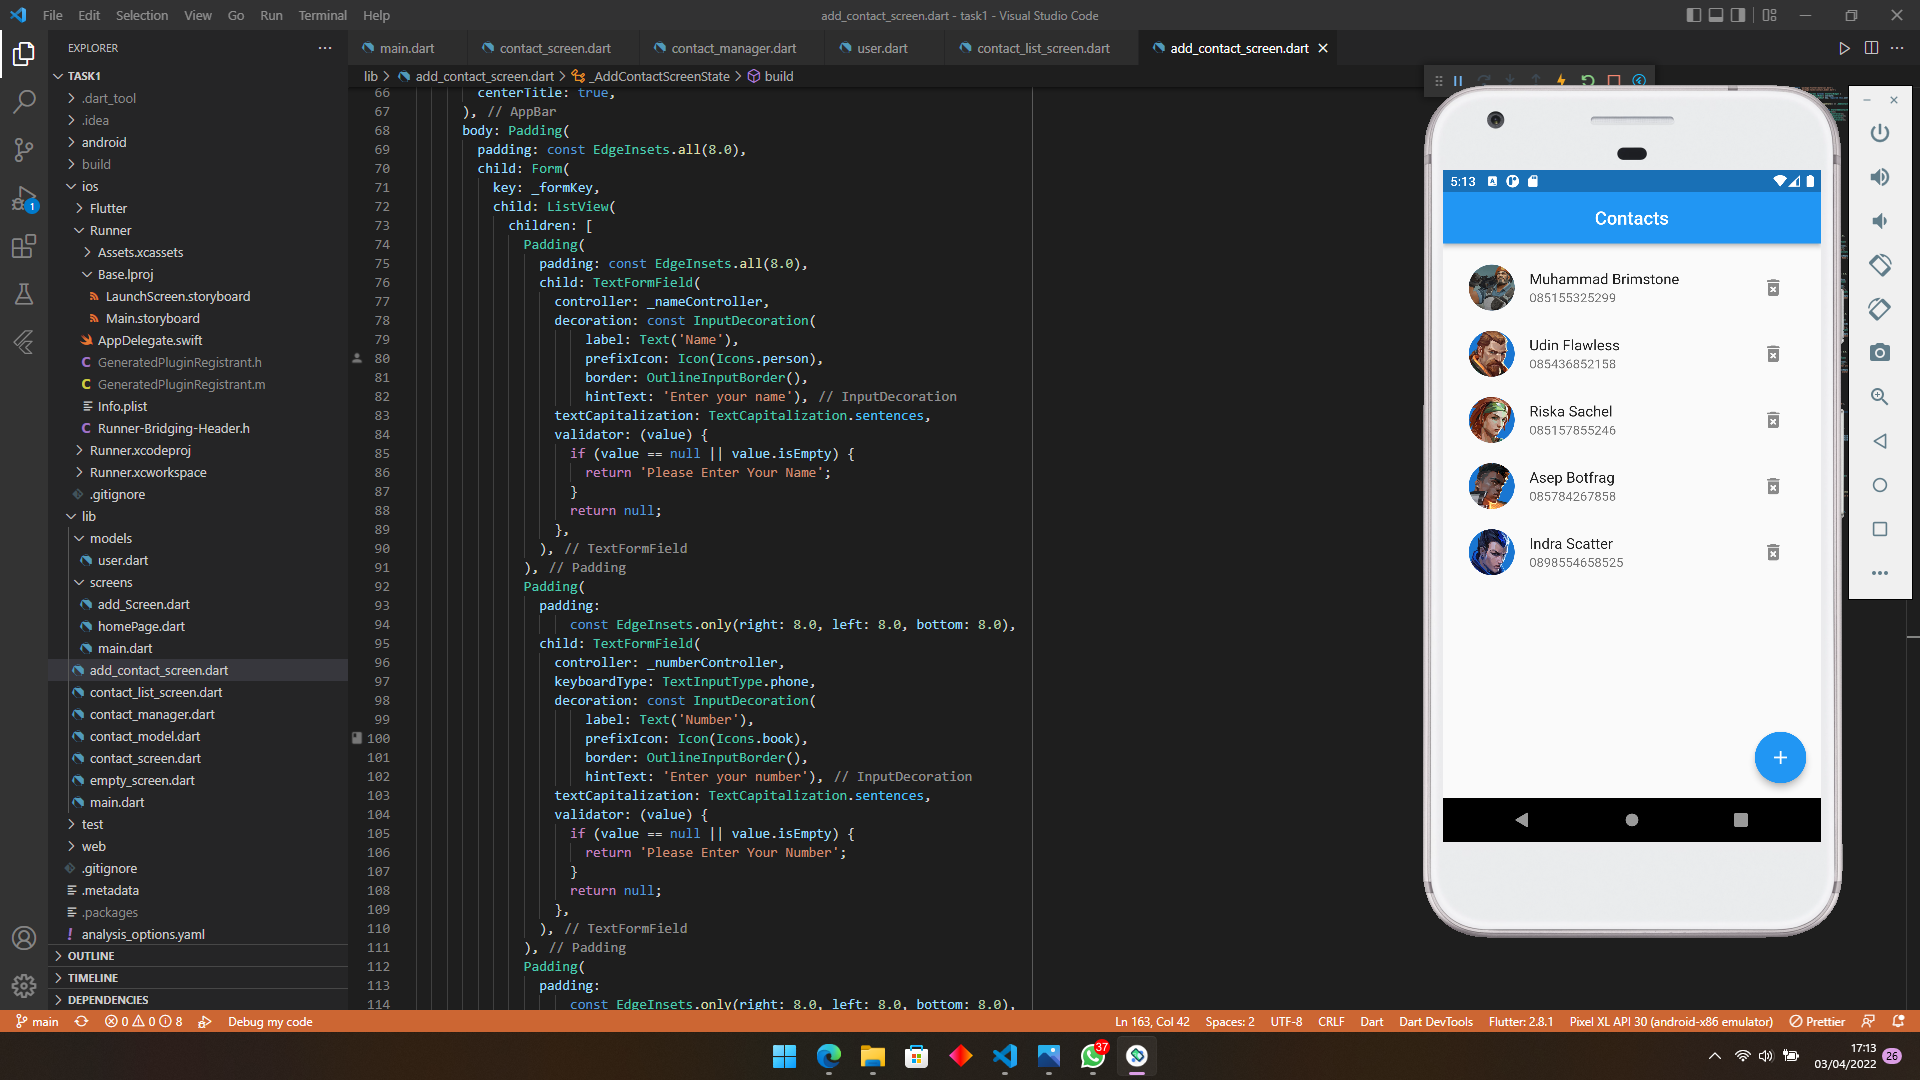 File Edit Selection View Go Run Terminal Help
add_contact_screen.dart - task1 - Visual Studio Code
EXPLORER
TASK1
.dart_tool
.idea
android
build
ios
Flutter
Runner
Assets.xcassets
Base.lproj
LaunchScreen.storyboard
Main.storyboard
AppDelegate.swift
C GeneratedPluginRegistrant.h
C GeneratedPluginRegistrant.m
Info.plist
C Runner-Bridging-Header.h
Runner.xcodeproj
Runner.xcworkspace
.gitignore
lib
models
user.dart
screens
add_Screen.dart
homePage.dart
main.dart
add_contact_screen.dart
contact_list_screen.dart
contact_manager.dart
contact_model.dart
contact_screen.dart
empty_screen.dart
main.dart
test
web
.gitignore
.metadata
.packages
! analysis_options.yaml
OUTLINE
TIMELINE
DEPENDENCIES
1
main.dart contact_screen.dart contact_manager.dart user.dart contact_list_screen.dart add_contact_screen.dart
lib > add_contact_screen.dart > _AddContactScreenState > build
66 centerTitle: true,
67 ), // AppBar
68 body: Padding(
69 padding: const EdgeInsets.all(8.0),
70 child: Form(
71 key: _formKey,
72 child: ListView(
73 children: [
74 Padding(
75 padding: const EdgeInsets.all(8.0),
76 child: TextFormField(
77 controller: _nameController,
78 decoration: const InputDecoration(
79 label: Text('Name'),
80 prefixIcon: Icon(Icons.person),
81 border: OutlineInputBorder(),
82 hintText: 'Enter your name'), // InputDecoration
83 textCapitalization: TextCapitalization.sentences,
84 validator: (value) {
85 if (value == null || value.isEmpty) {
86 return 'Please Enter Your Name';
87 }
88 return null;
89 },
90 ), // TextFormField
91 ), // Padding
92 Padding(
93 padding:
94 const EdgeInsets.only(right: 8.0, left: 8.0, bottom: 8.0),
95 child: TextFormField(
96 controller: _numberController,
97 keyboardType: TextInputType.phone,
98 decoration: const InputDecoration(
99 label: Text('Number'),
100 prefixIcon: Icon(Icons.book),
101 border: OutlineInputBorder(),
102 hintText: 'Enter your number'), // InputDecoration
103 textCapitalization: TextCapitalization.sentences,
104 validator: (value) {
105 if (value == null || value.isEmpty) {
106 return 'Please Enter Your Number';
107 }
108 return null;
109 },
110 ), // TextFormField
111 ), // Padding
112 Padding(
113 padding:
114 const EdgeInsets.only(right: 8.0, left: 8.0, bottom: 8.0),
5:13
Contacts
Muhammad Brimstone
085155325299
Udin Flawless
085436852158
Riska Sachel
085157855246
Asep Botfrag
085784267858
Indra Scatter
0898554658525
main 0 0 8 Debug my code
Ln 163, Col 42 Spaces: 2 UTF-8 CRLF Dart Dart DevTools Flutter: 2.8.1 Pixel XL API 30 (android-x86 emulator) Prettier
37
17:13
03/04/2022
26